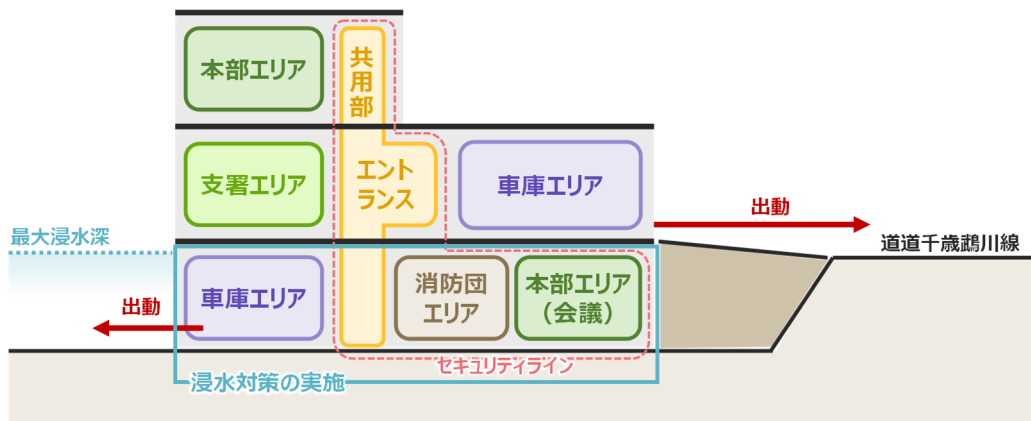 本部エリア
共用部
支署エリア
エント
ランス
車庫エリア
出動
最大浸水深
道道千歳鵡川線
車庫エリア
消防団
エリア
本部エリア
（会議）
出動
セキュリティライン
浸水対策の実施